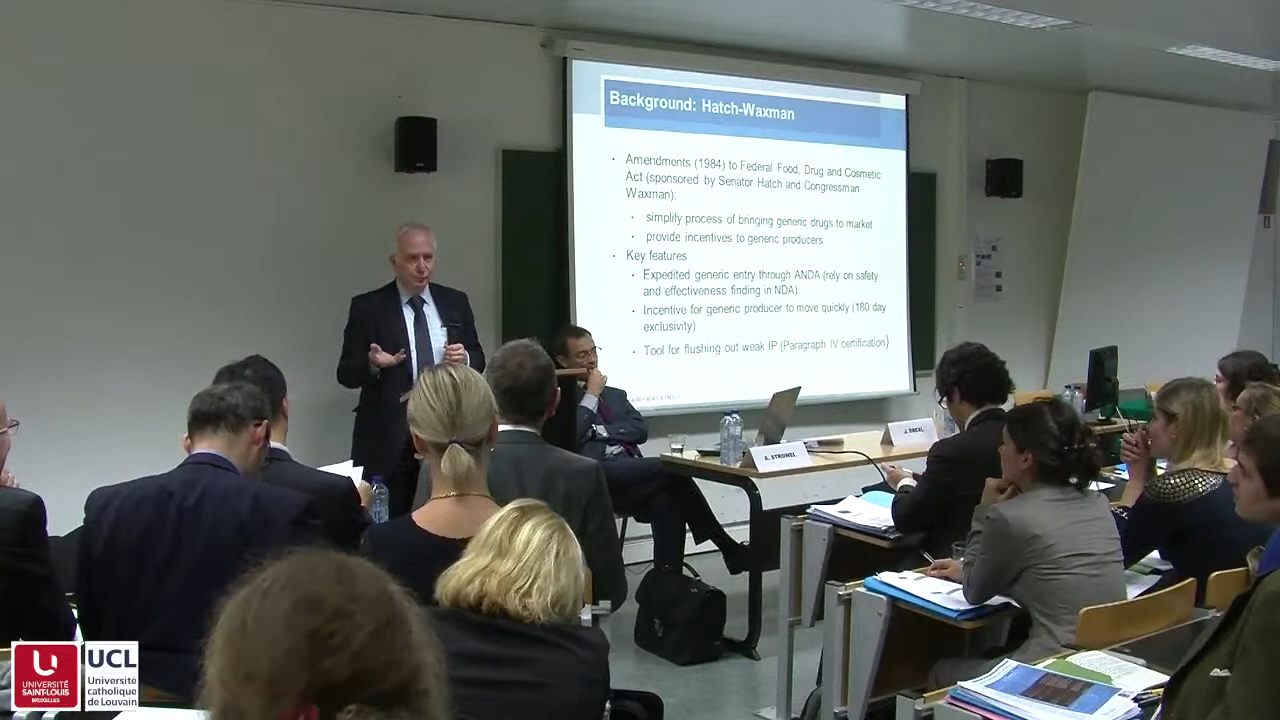 Background: Hatch-Waxman
· Amendments (1984) to Federal Food, Drug and Cosmetic
Act (sponsored by Senator Hatch and Congressman
Waxman):
· simplify process of bringing generic drugs to market
· provide incentives to generic producers
· Key features
· Expedited generic entry through ANDA (rely on safety
and effectiveness finding in NDA)
· Incentive for generic producer to move quickly (180 day
exclusivity)
· Tool for flushing out weak IP (Paragraph IV certification)
A. STROWEL
J. DREXL
UNIVERSITÉ
SAINT-LOUIS
BRUXELLES
UCL
Université
catholique
de Louvain